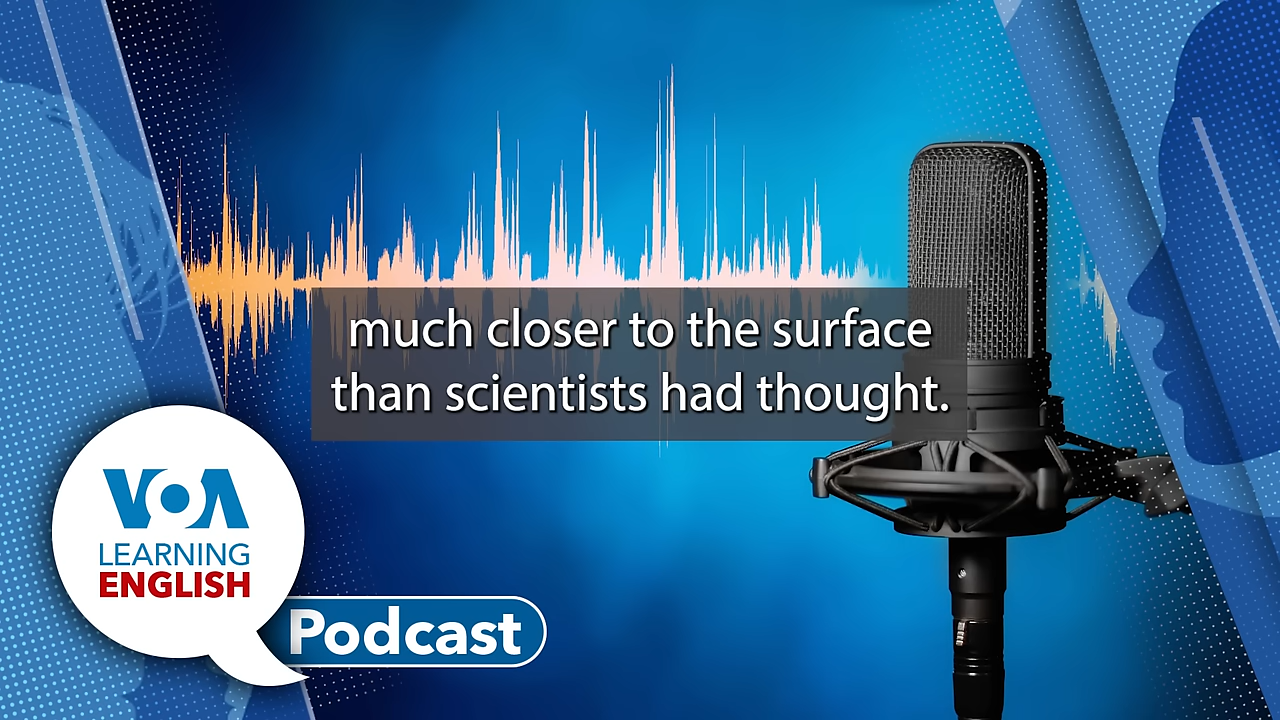 much closer to the surface
than scientists had thought.
VOA
LEARNING
ENGLISH
Podcast